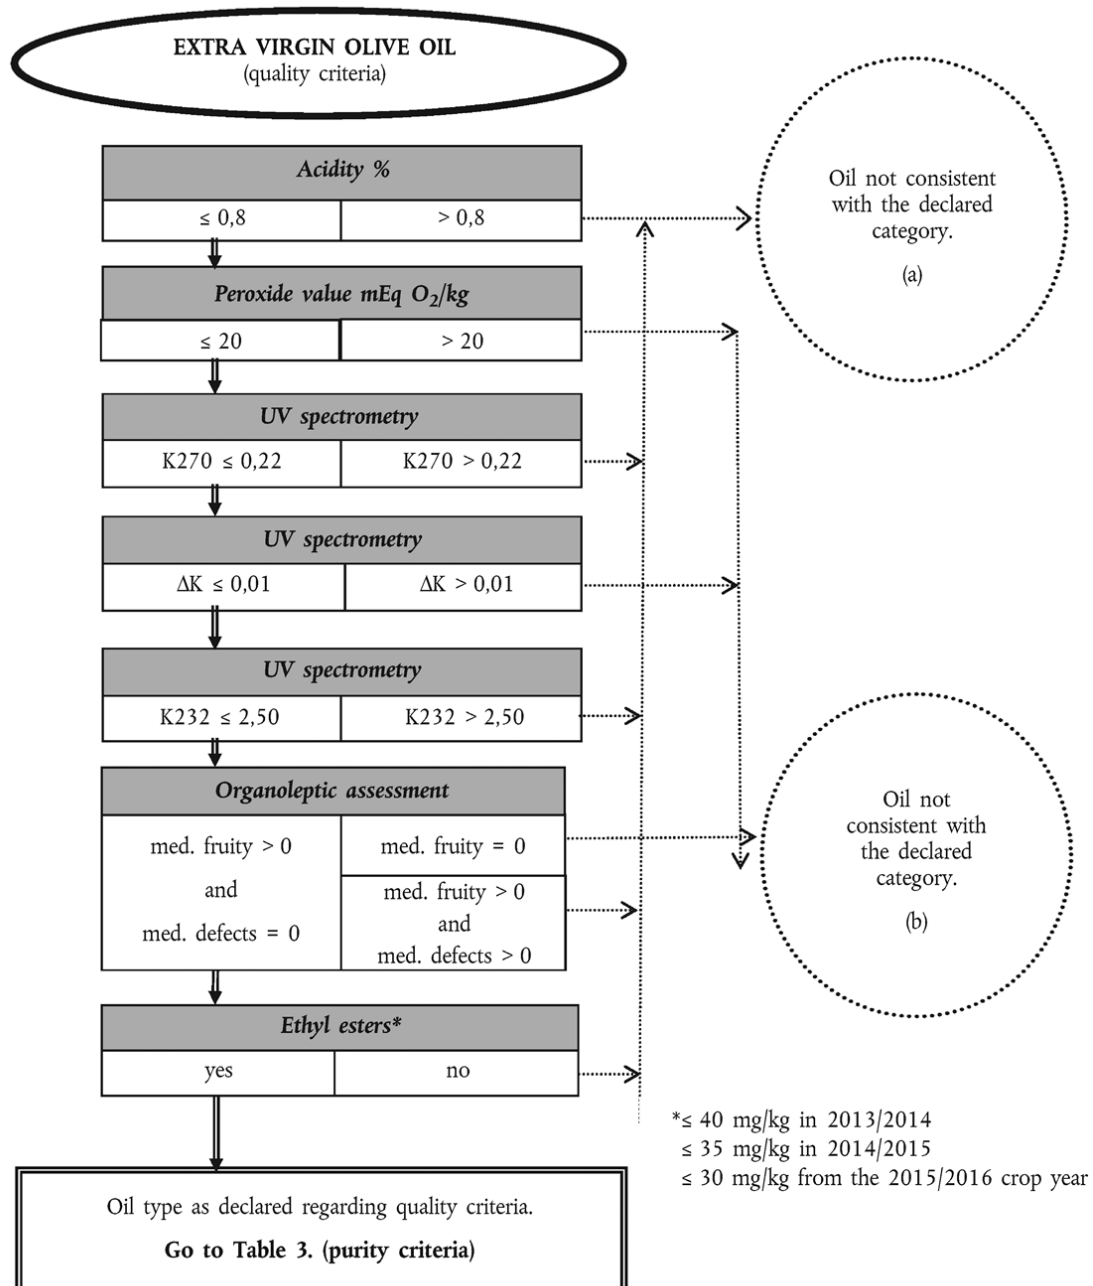 EXTRA VIRGIN OLIVE OIL
(quality criteria)
Acidity %
≤ 0,8
> 0,8
Oil not consistent
with the declared
category.
(a)
Peroxide value mEq O₂/kg
≤ 20
> 20
UV spectrometry
K270 ≤ 0,22
K270 > 0,22
UV spectrometry
ΔK ≤ 0,01
ΔK > 0,01
UV spectrometry
K232 ≤ 2,50
K232 > 2,50
Organoleptic assessment
med. fruity > 0
and
med. defects = 0
med. fruity = 0
med. fruity > 0
and
med. defects > 0
Oil not
consistent with
the declared
category.
(b)
Ethyl esters*
yes
no
*≤ 40 mg/kg in 2013/2014
≤ 35 mg/kg in 2014/2015
≤ 30 mg/kg from the 2015/2016 crop year
Oil type as declared regarding quality criteria.
Go to Table 3. (purity criteria)